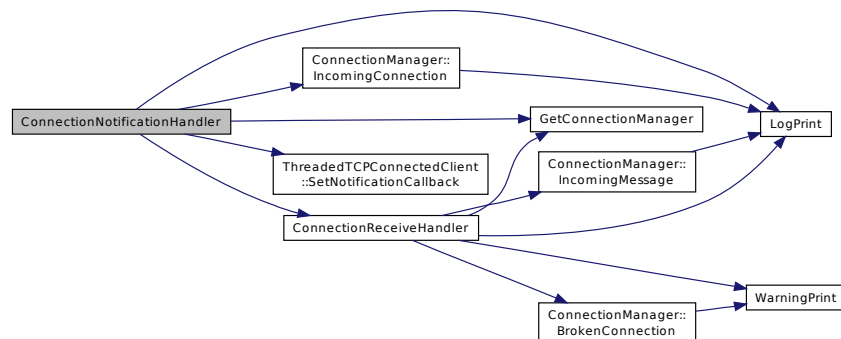 ConnectionManager::
IncomingConnection
ConnectionNotificationHandler
GetConnectionManager
LogPrint
ThreadedTCPConnectedClient
::SetNotificationCallback
ConnectionManager::
IncomingMessage
ConnectionReceiveHandler
WarningPrint
ConnectionManager::
BrokenConnection